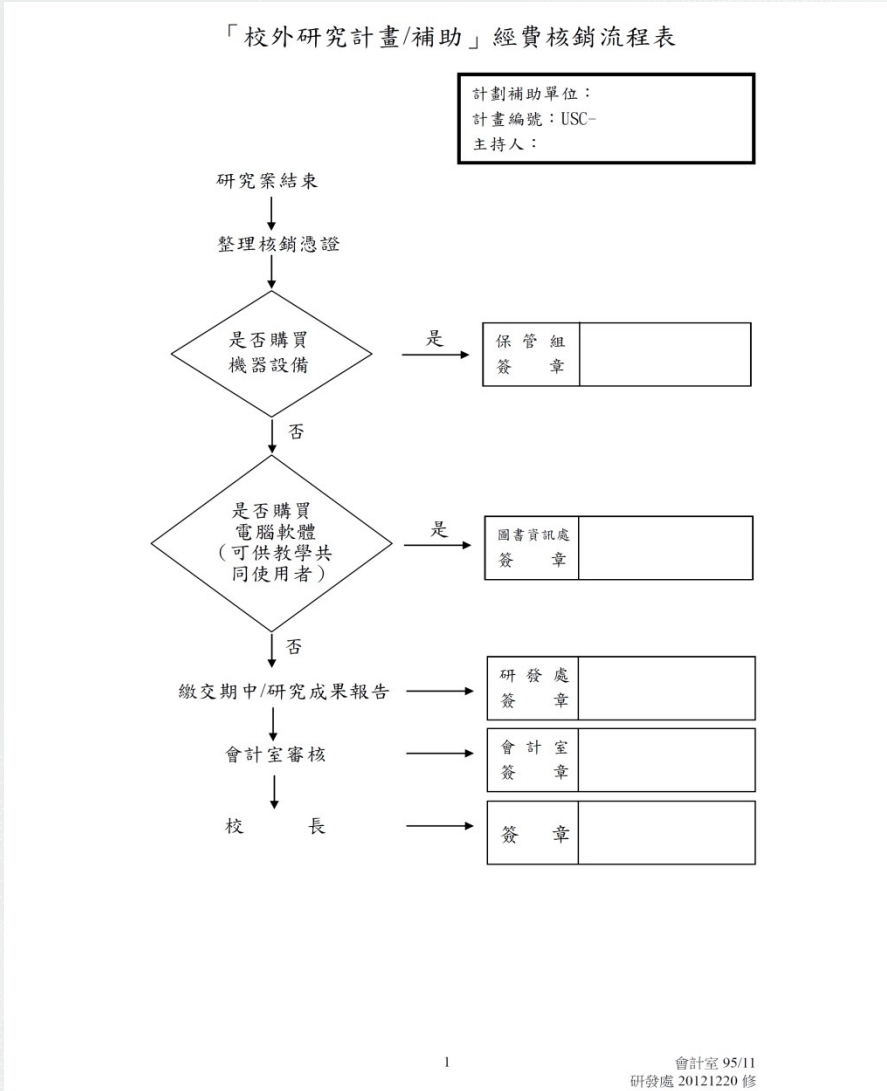 「校外研究計畫/補助」經費核銷流程表
計劃補助單位：
計畫編號：USC-
主持人：
研究案結束
整理核銷憑證
是否購買
機器設備
是
保管組
簽章
否
是否購買
電腦軟體
（可供教學共
同使用者）
是
圖書資訊處
簽章
否
繳交期中/研究成果報告
研發處
簽章
會計室審核
會計室
簽章
校長
簽章
1
會計室 95/11
研發處 20121220 修